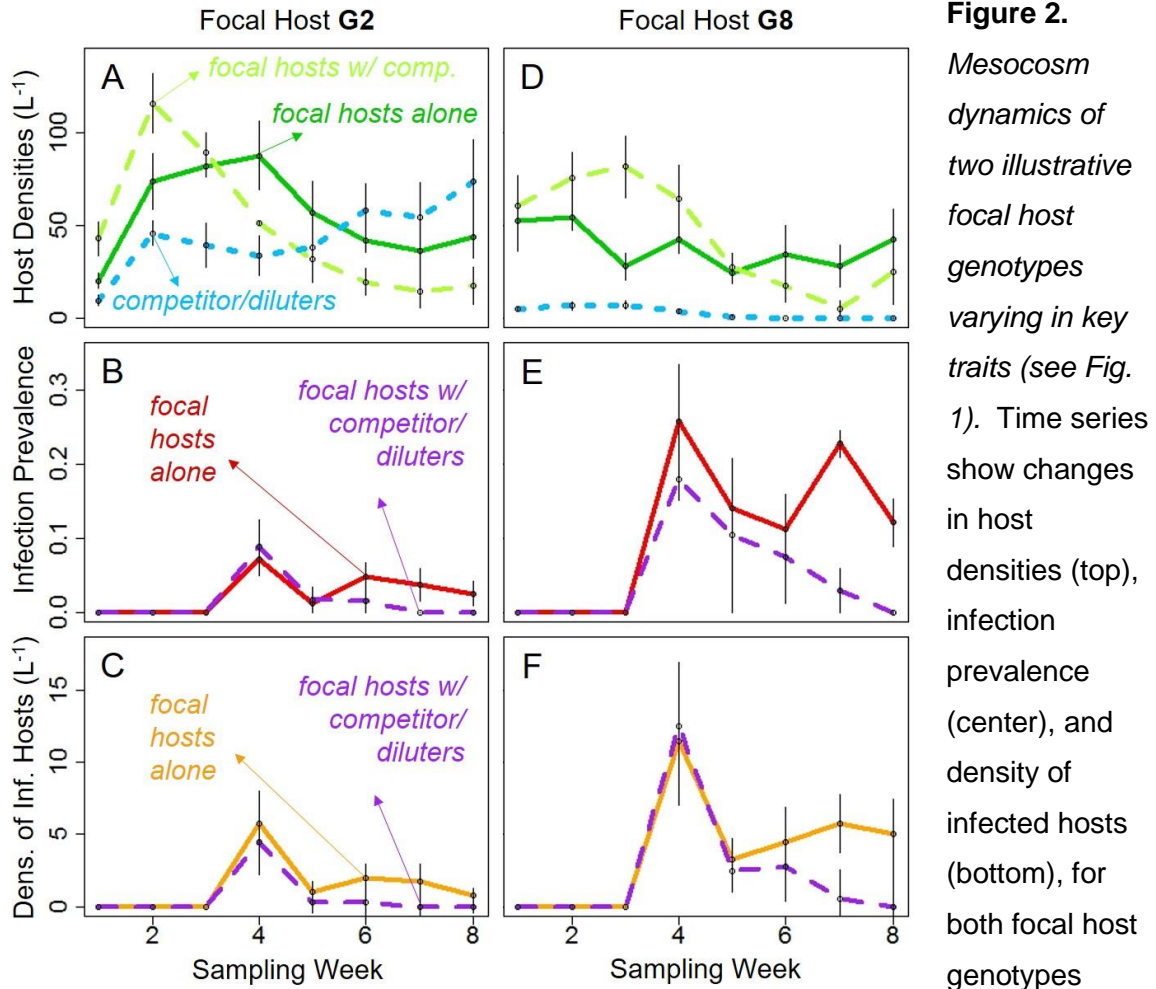 Focal Host G2
Focal Host G8
Host Densities (L-1)
100
50
0
A
focal hosts w/ comp.
focal hosts alone
competitor/diluters
D
Infection Prevalence
0.3
0.2
0.1
0.0
B
focal
hosts
alone
focal hosts w/
competitor/
diluters
E
Dens. of Inf. Hosts (L-1)
15
10
5
0
C
focal
hosts
alone
focal hosts w/
competitor/
diluters
F
2 4 6 8
2 4 6 8
Sampling Week
Sampling Week
Figure 2.
Mesocosm
dynamics of
two illustrative
focal host
genotypes
varying in key
traits (see Fig.
1). Time series
show changes
in host
densities (top),
infection
prevalence
(center), and
density of
infected hosts
(bottom), for
both focal host
genotypes